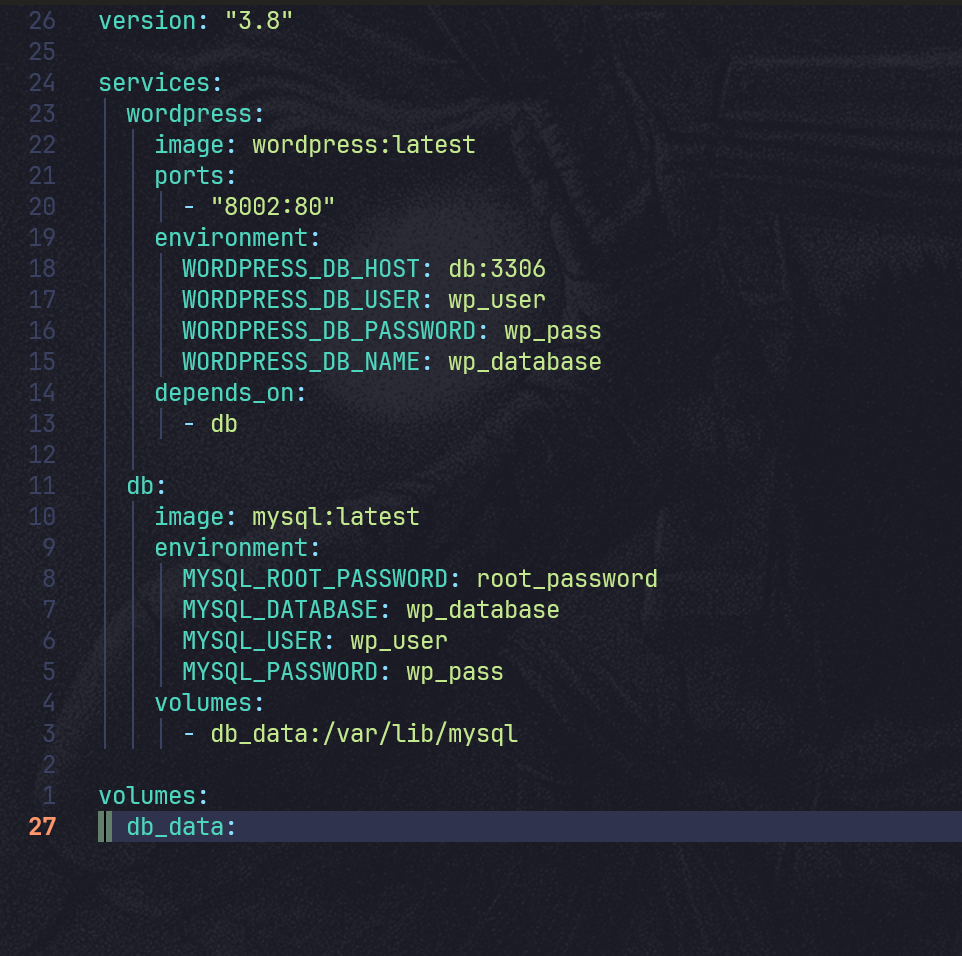 26 version: "3.8"
25
24 services:
23   wordpress:
22     image: wordpress:latest
21     ports:
20       - "8002:80"
19     environment:
18       WORDPRESS_DB_HOST: db:3306
17       WORDPRESS_DB_USER: wp_user
16       WORDPRESS_DB_PASSWORD: wp_pass
15       WORDPRESS_DB_NAME: wp_database
14     depends_on:
13       - db
12
11   db:
10     image: mysql:latest
9     environment:
8       MYSQL_ROOT_PASSWORD: root_password
7       MYSQL_DATABASE: wp_database
6       MYSQL_USER: wp_user
5       MYSQL_PASSWORD: wp_pass
4     volumes:
3       - db_data:/var/lib/mysql
2
1 volumes:
27   db_data: